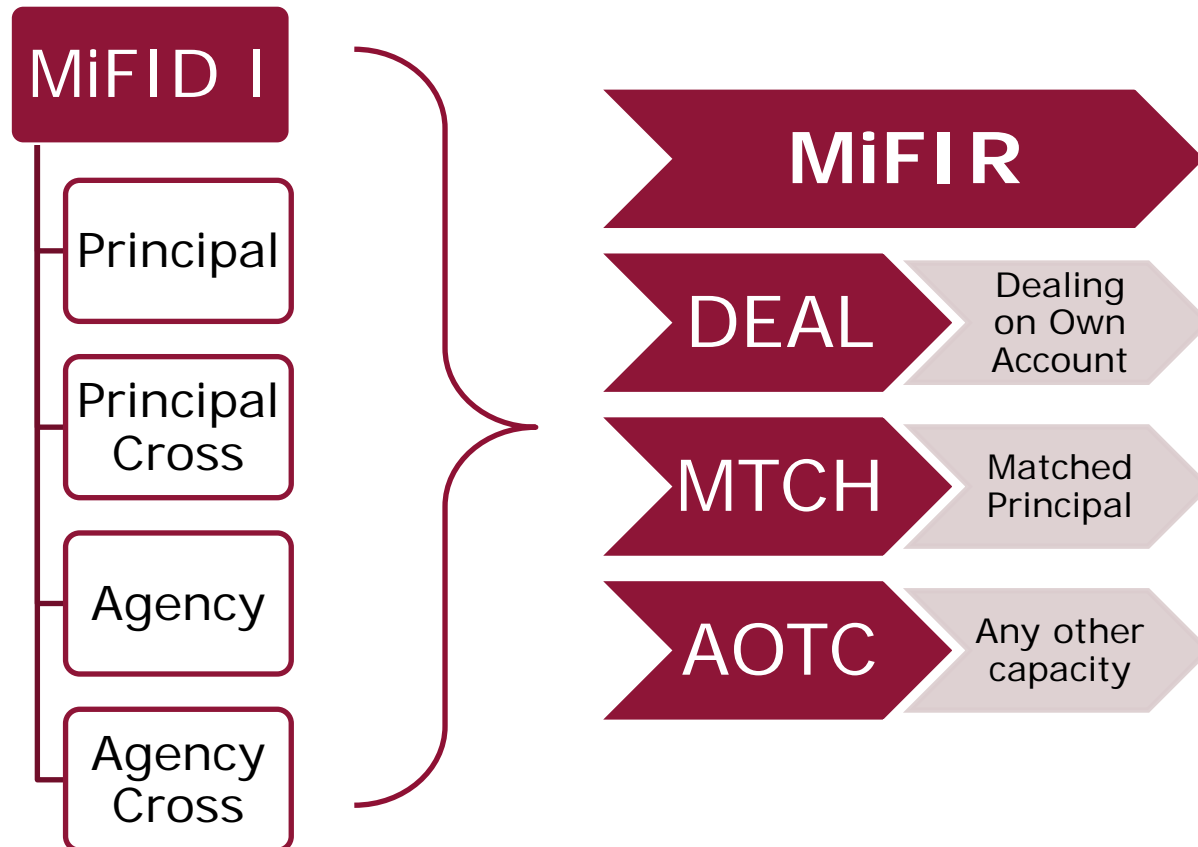 MiFID I
Principal
Principal
Cross
Agency
Agency
Cross
MiFIR
DEAL
Dealing
on Own
Account
MTCH
Matched
Principal
AOTC
Any other
capacity